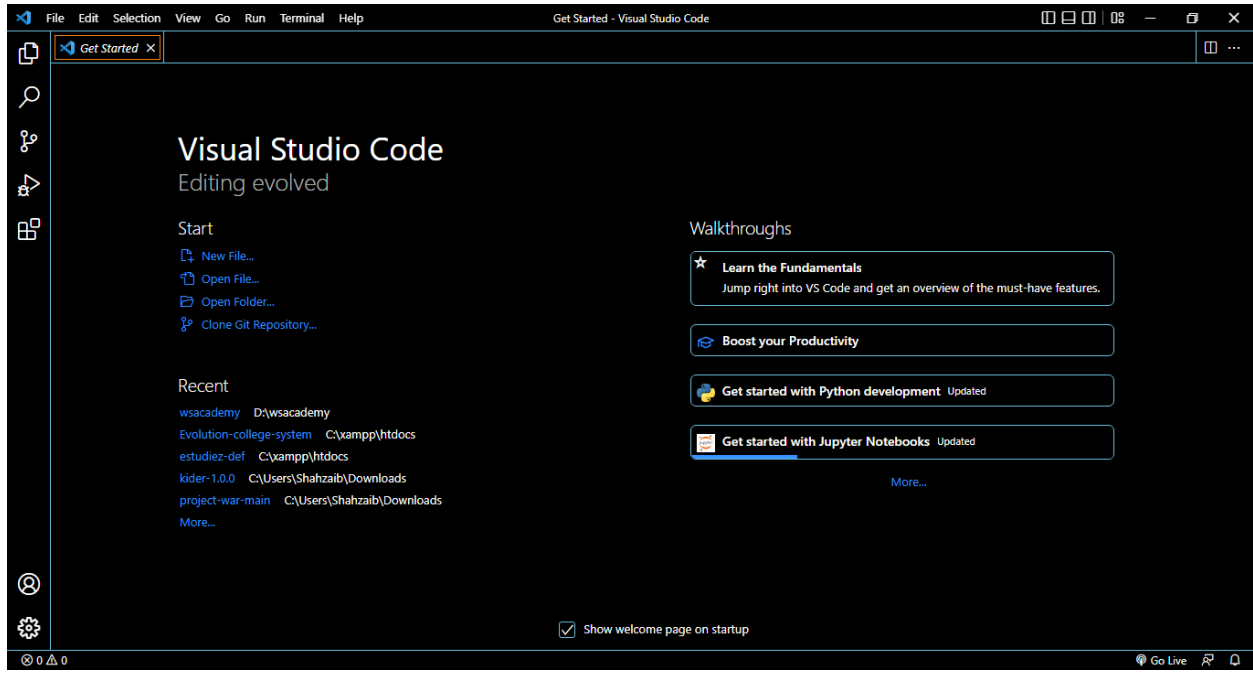 File Edit Selection View Go Run Terminal Help Get Started - Visual Studio Code
Get Started
Visual Studio Code
Editing evolved
Start
New File...
Open File...
Open Folder...
Clone Git Repository...
Recent
wsacademy D:\wsacademy
Evolution-college-system C:\xampp\htdocs
estudiez-def C:\xampp\htdocs
kider-1.0.0 C:\Users\Shahzaib\Downloads
project-war-main C:\Users\Shahzaib\Downloads
More...
Walkthroughs
Learn the Fundamentals
Jump right into VS Code and get an overview of the must-have features.
Boost your Productivity
Get started with Python development Updated
Get started with Jupyter Notebooks Updated
More...
Show welcome page on startup
0 0 Go Live